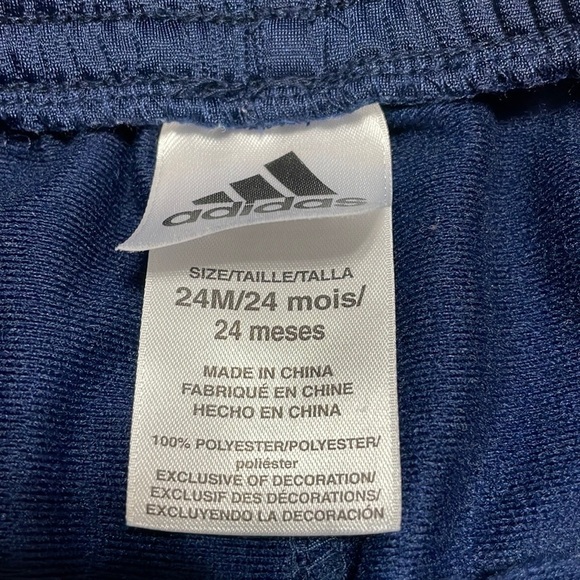 adidas
SIZE/TAILLE/TALLA
24M/24 mois/
24 meses
MADE IN CHINA
FABRIQUÉ EN CHINE
HECHO EN CHINA
100% POLYESTER/POLYESTER/
poliéster
EXCLUSIVE OF DECORATION/
EXCLUSIF DES DÉCORATIONS/
EXCLUYENDO LA DECORACIÓN